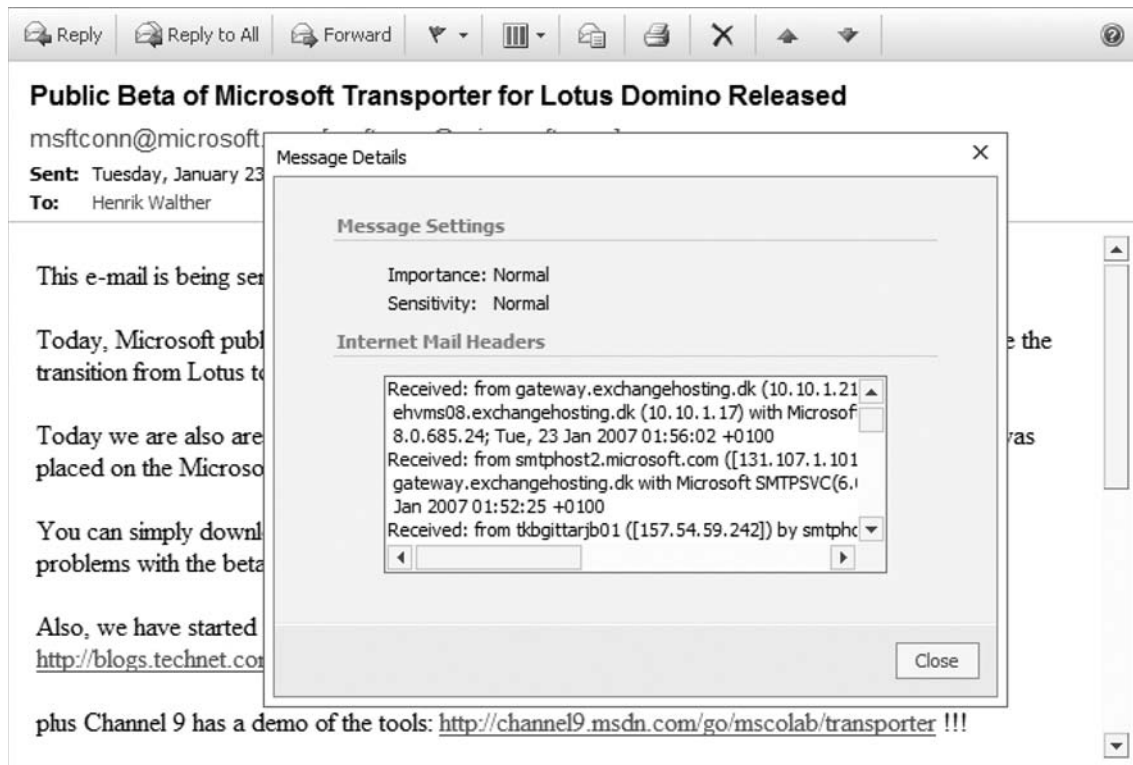 Reply Reply to All Forward
Public Beta of Microsoft Transporter for Lotus Domino Released
msftconn@microsoft.
Sent: Tuesday, January 23
To: Henrik Walther
This e-mail is being
Today, Microsoft e the
transition from Lotus
Today we are also are
placed on the
You can simply
problems with the beta
Also, we have started
http://blogs.technet.
plus Channel 9 has a demo of the tools: http://channel9.msdn.com/go/mscolab/transporter !!!
Message Details
Message Settings
Importance: Normal
Sensitivity: Normal
Internet Mail Headers
Received: from gateway.exchangehosting.dk (10.10.1.21
ehvms08.exchangehosting.dk (10.10.1.17) with Microsof
8.0.685.24; Tue, 23 Jan 2007 01:56:02 +0100
Received: from smtphost2.microsoft.com ([131.107.1.101
gateway.exchangehosting.dk with Microsoft SMTPSVC(6.
Jan 2007 01:52:25 +0100
Received: from tkbgittarjb01 ([157.54.59.242]) by
Close